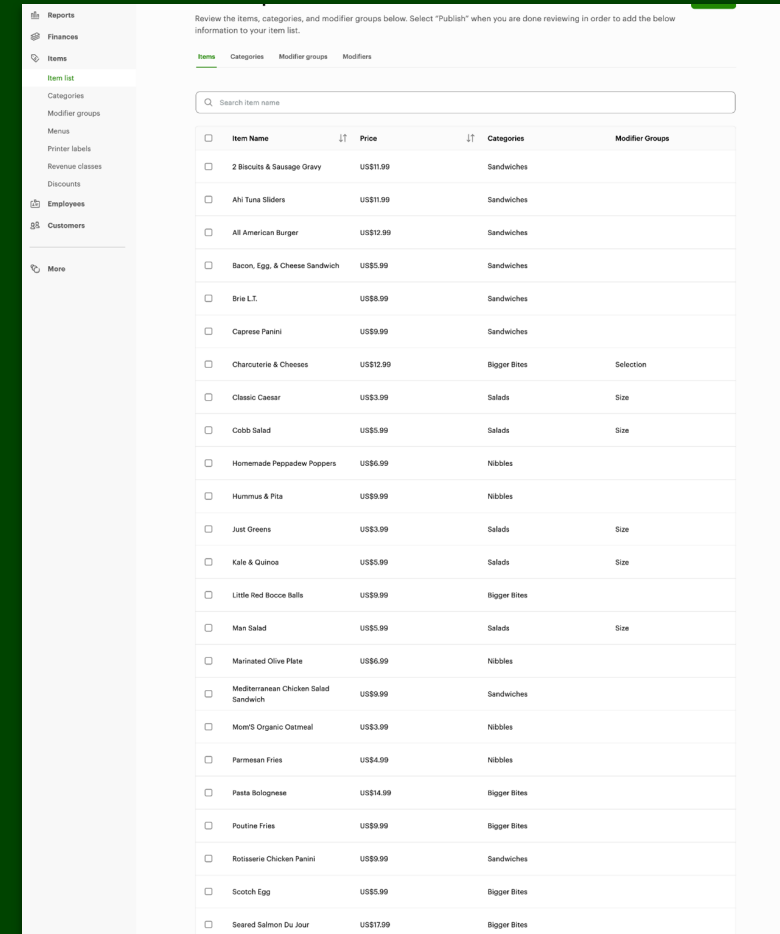 Reports
Finances
Items
Item list
Categories
Modifier groups
Menus
Printer labels
Revenue classes
Discounts
Employees
Customers
More
Review the items, categories, and modifier groups below. Select "Publish" when you are done reviewing in order to add the below
information to your item list.
Items Categories Modifier groups Modifiers
Search item name
Item Name Price Categories Modifier Groups
2 Biscuits & Sausage Gravy US$11.99 Sandwiches
Ahi Tuna Sliders US$11.99 Sandwiches
All American Burger US$12.99 Sandwiches
Bacon, Egg, & Cheese Sandwich US$5.99 Sandwiches
Brie L.T. US$8.99 Sandwiches
Caprese Panini US$9.99 Sandwiches
Charcuterie & Cheeses US$12.99 Bigger Bites Selection
Classic Caesar US$3.99 Salads Size
Cobb Salad US$5.99 Salads Size
Homemade Peppadew Poppers US$6.99 Nibbles
Hummus & Pita US$9.99 Nibbles
Just Greens US$3.99 Salads Size
Kale & Quinoa US$5.99 Salads Size
Little Red Bocce Balls US$9.99 Bigger Bites
Man Salad US$5.99 Salads Size
Marinated Olive Plate US$6.99 Nibbles
Mediterranean Chicken Salad
Sandwich US$9.99 Sandwiches
Mom'S Organic Oatmeal US$3.99 Nibbles
Parmesan Fries US$4.99 Nibbles
Pasta Bolognese US$14.99 Bigger Bites
Poutine Fries US$9.99 Bigger Bites
Rotisserie Chicken Panini US$9.99 Sandwiches
Scotch Egg US$5.99 Bigger Bites
Seared Salmon Du Jour US$17.99 Bigger Bites